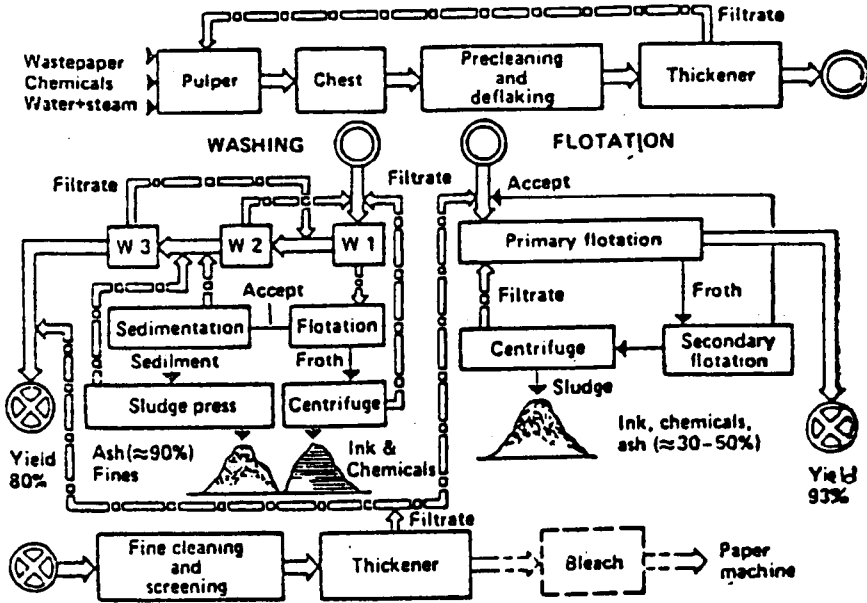 Filtrate
Wastepaper
Chemicals
Water+steam
Pulper
Chest
Precleaning
and
deflaking
Thickener
WASHING
FLOTATION
Filtrate
Filtrate
Accept
W 3
W 2
W 1
Primary flotation
Accept
Filtrate
Froth
Sedimentation
Flotation
Centrifuge
Secondary
flotation
Sedilment
Froth
Sludge
Sludge press
Centrifuge
Ink, chemicals,
ash (≈30-50%)
Yield
80%
Ash (≈90%)
Fines
Ink &
Chemicals
Yield
93%
Filtrate
Fine cleaning
and
screening
Thickener
Bleach
Paper
machine